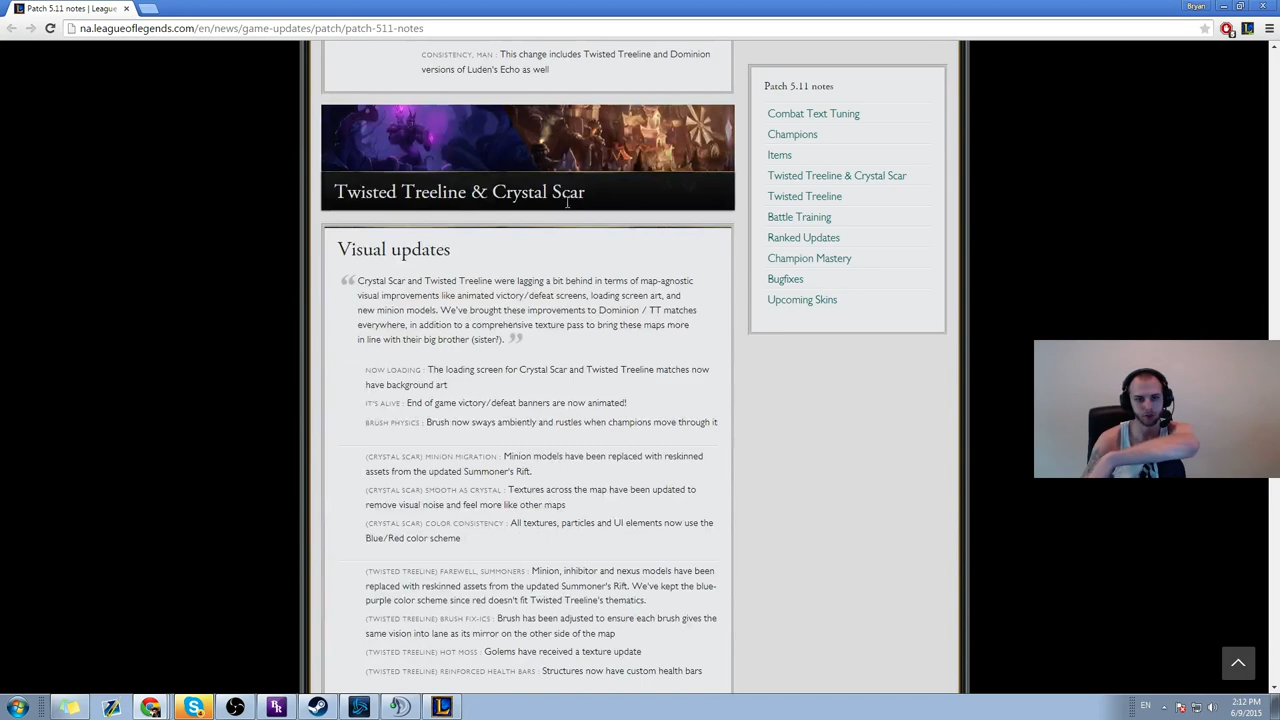 Patch 5.11 notes
Bryan
na.leagueoflegends.com/en/news/game-updates/patch/patch-511-notes
CONSISTENCY, MAN : This change includes Twisted Treeline and Dominion
versions of Luden's Echo as well
Twisted Treeline & Crystal Scar
Visual updates
Crystal Scar and Twisted Treeline were lagging a bit behind in terms of map-agnostic
visual improvements like animated victory/defeat screens, loading screen art, and
new minion models. We've brought these improvements to Dominion / TT matches
everywhere, in addition to a comprehensive texture pass to bring these maps more
in line with their big brother (sister?).
NOW LOADING : The loading screen for Crystal Scar and Twisted Treeline matches now
have background art
IT'S ALIVE : End of game victory/defeat banners are now animated!
BRUSH PHYSICS : Brush now sways ambiently and rustles when champions move through it
(CRYSTAL SCAR) MINION MIGRATION : Minion models have been replaced with reskinned
assets from the updated Summoner's Rift.
(CRYSTAL SCAR) SMOOTH AS CRYSTAL : Textures across the map have been updated to
remove visual noise and feel more like other maps
(CRYSTAL SCAR) COLOR CONSISTENCY : All textures, particles and UI elements now use the
Blue/Red color scheme
(TWISTED TREELINE) FAREWELL, SUMMONERS : Minion, inhibitor and nexus models have been
replaced with reskinned assets from the updated Summoner's Rift. We've kept the blue-
purple color scheme since red doesn't fit Twisted Treeline's thematics.
(TWISTED TREELINE) BRUSH FIX-ICS : Brush has been adjusted to ensure each brush gives the
same vision into lane as its mirror on the other side of the map
(TWISTED TREELINE) HOT MOSS : Golems have received a texture update
(TWISTED TREELINE) REINFORCED HEALTH BARS : Structures now have custom health bars
Patch 5.11 notes
Combat Text Tuning
Champions
Items
Twisted Treeline & Crystal Scar
Twisted Treeline
Battle Training
Ranked Updates
Champion Mastery
Bugfixes
Upcoming Skins
EN
2:12 PM
6/9/2015